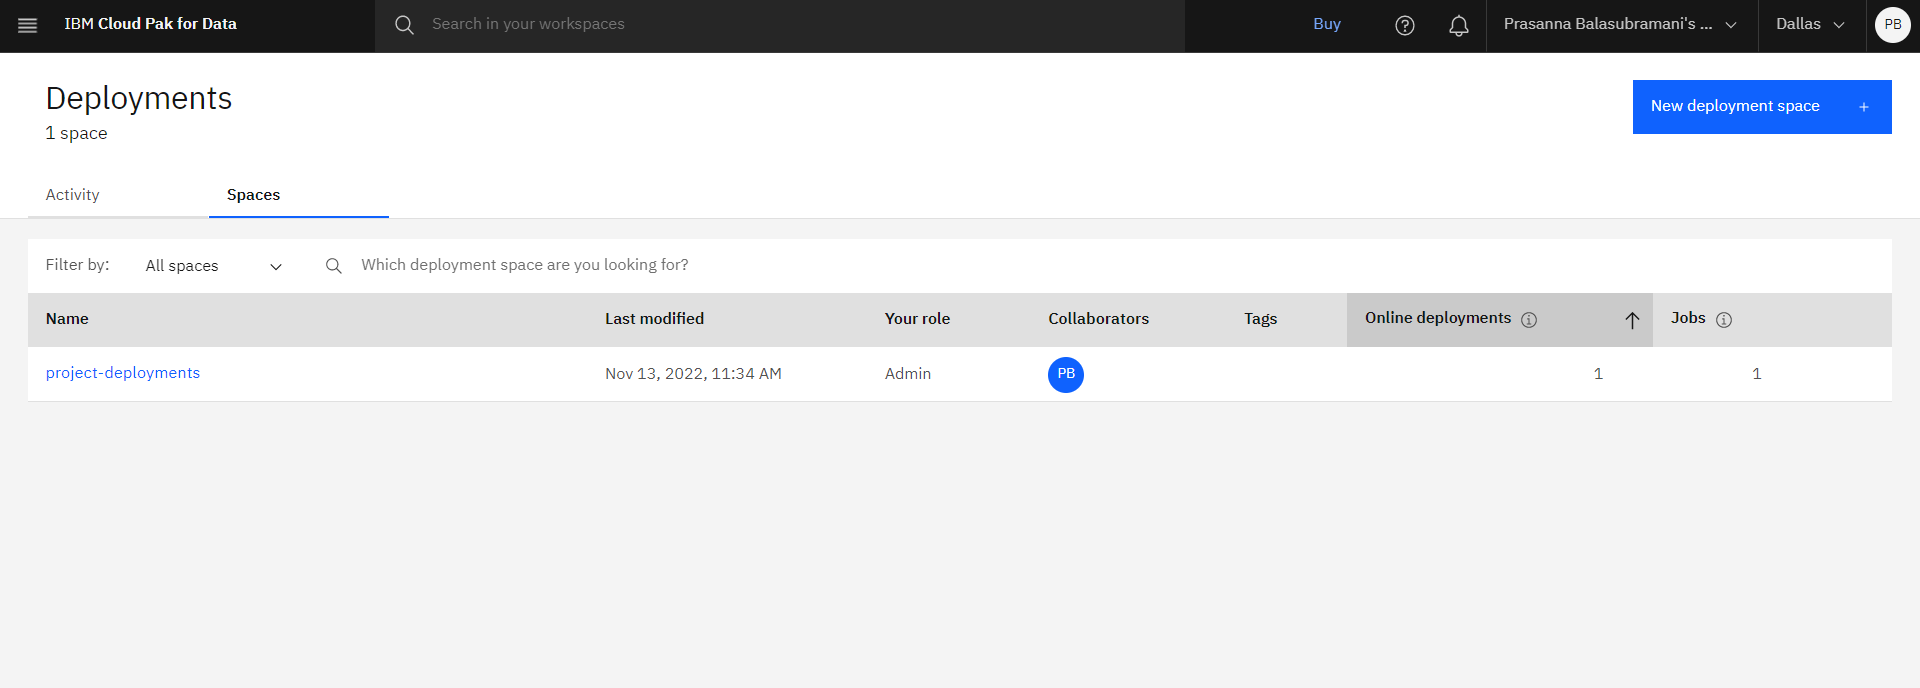 IBM Cloud Pak for Data
Search in your workspaces
Buy
Prasanna Balasubramani's ...
Dallas
PB
Deployments
1 space
New deployment space +
Activity
Spaces
Filter by:
All spaces
Which deployment space are you looking for?
Name
Last modified
Your role
Collaborators
Tags
Online deployments
Jobs
project-deployments
Nov 13, 2022, 11:34 AM
Admin
PB
1
1